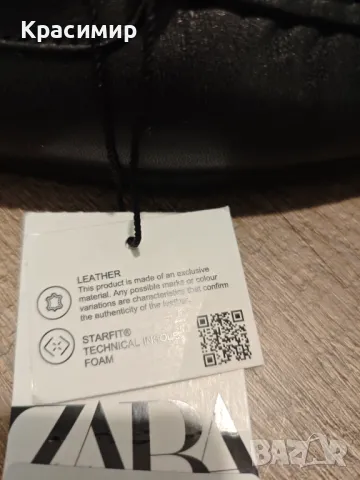 Красимир
LEATHER
This product is made of an exclusive
material. Any possible marks or colour
variations are characteristics that confirm
the authenticity of the leather.
STARFIT®
TECHNICAL
FOAM
ZARA
bazar